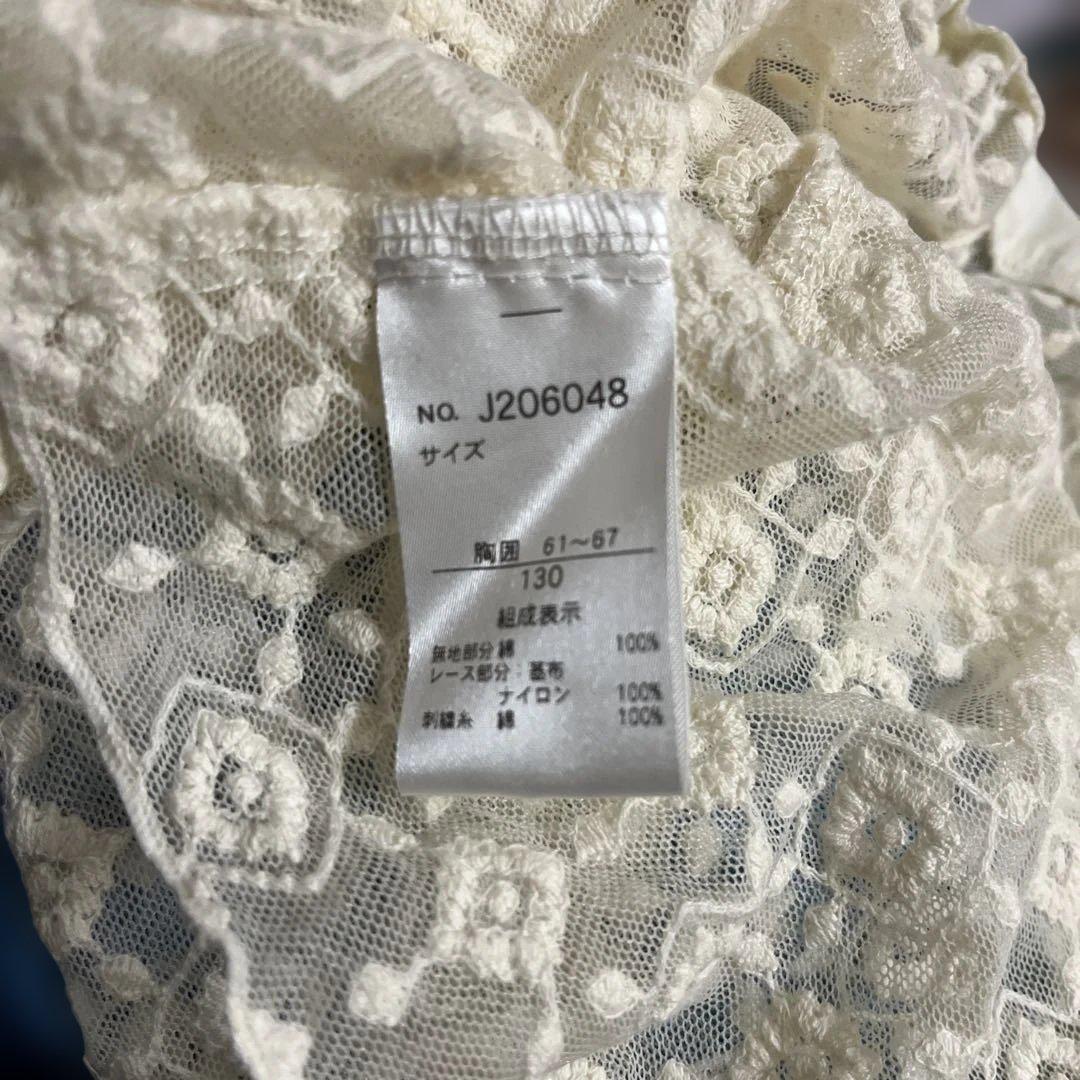 NO. J206048
サイズ
胸囲 61〜67
130
組成表示
無地部分 綿 100%
レース部分:基布
ナイロン 100%
刺繍糸 綿 100%